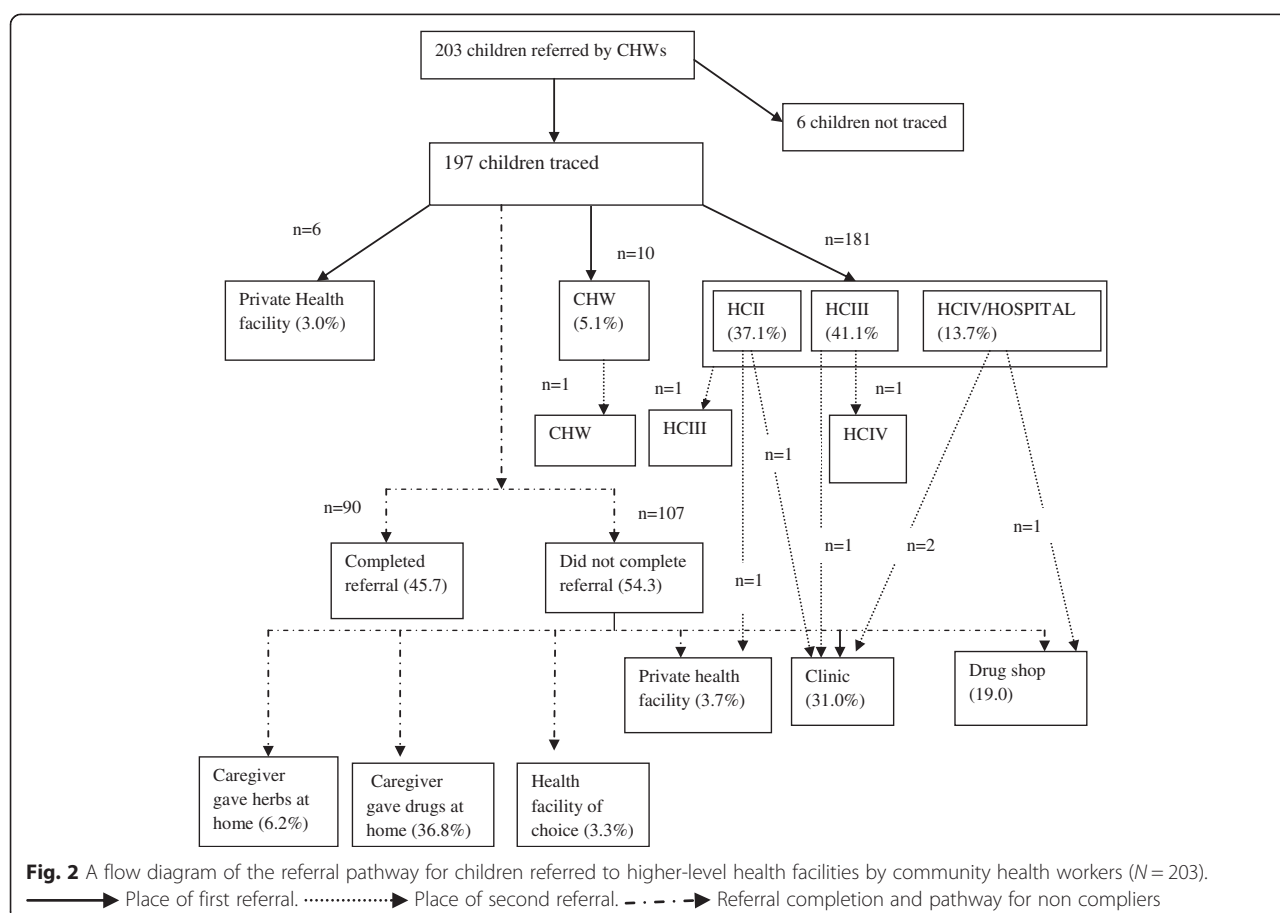 203 children referred by CHWs
6 children not traced
197 children traced
n=6
n=10
n=181
Private Health
facility (3.0%)
CHW
(5.1%)
HCII
(37.1%)
HCIII
(41.1%
HCIV/HOSPITAL
(13.7%)
n=1
n=1
n=1
CHW
HCIII
HCIV
n=1
n=90
n=107
n=1
n=2
n=1
Completed
referral (45.7)
Did not complete
referral (54.3)
n=1
Private health
facility (3.7%)
Clinic
(31.0%)
Drug shop
(19.0)
Caregiver
gave herbs at
home (6.2%)
Caregiver
gave drugs at
home (36.8%)
Health
facility of
choice (3.3%)
Fig. 2 A flow diagram of the referral pathway for children referred to higher-level health facilities by community health workers (N = 203).
Place of first referral. Place of second referral. Referral completion and pathway for non compliers